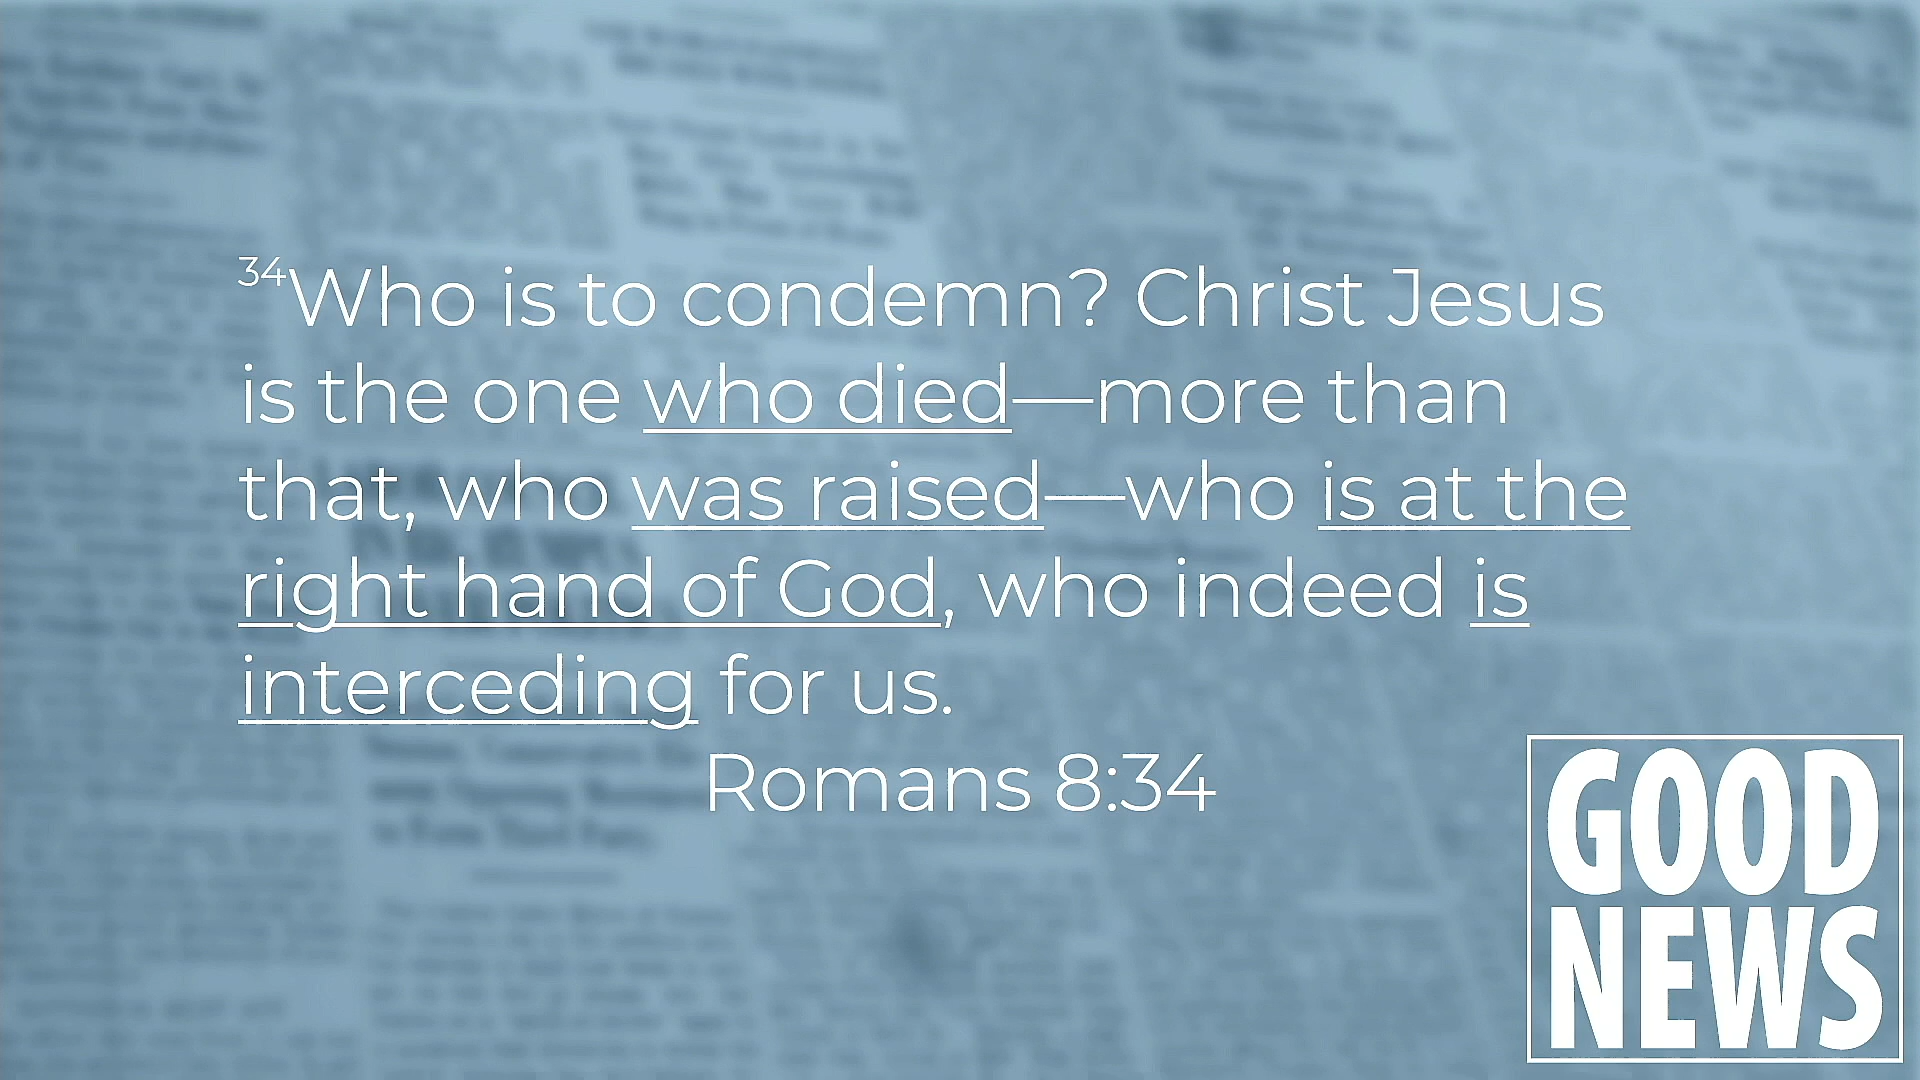 ³⁴Who is to condemn? Christ Jesus
is the one who died—more than
that, who was raised—who is at the
right hand of God, who indeed is
interceding for us.
Romans 8:34
GOOD
NEWS